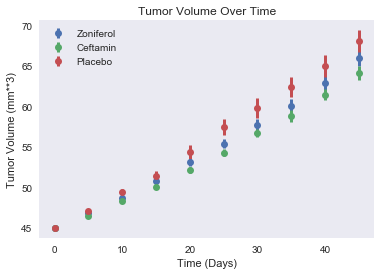 Tumor Volume Over Time
Zoniferol
Ceftamin
Placebo
70
65
60
55
50
45
Tumor Volume (mm**3)
0
10
20
30
40
Time (Days)